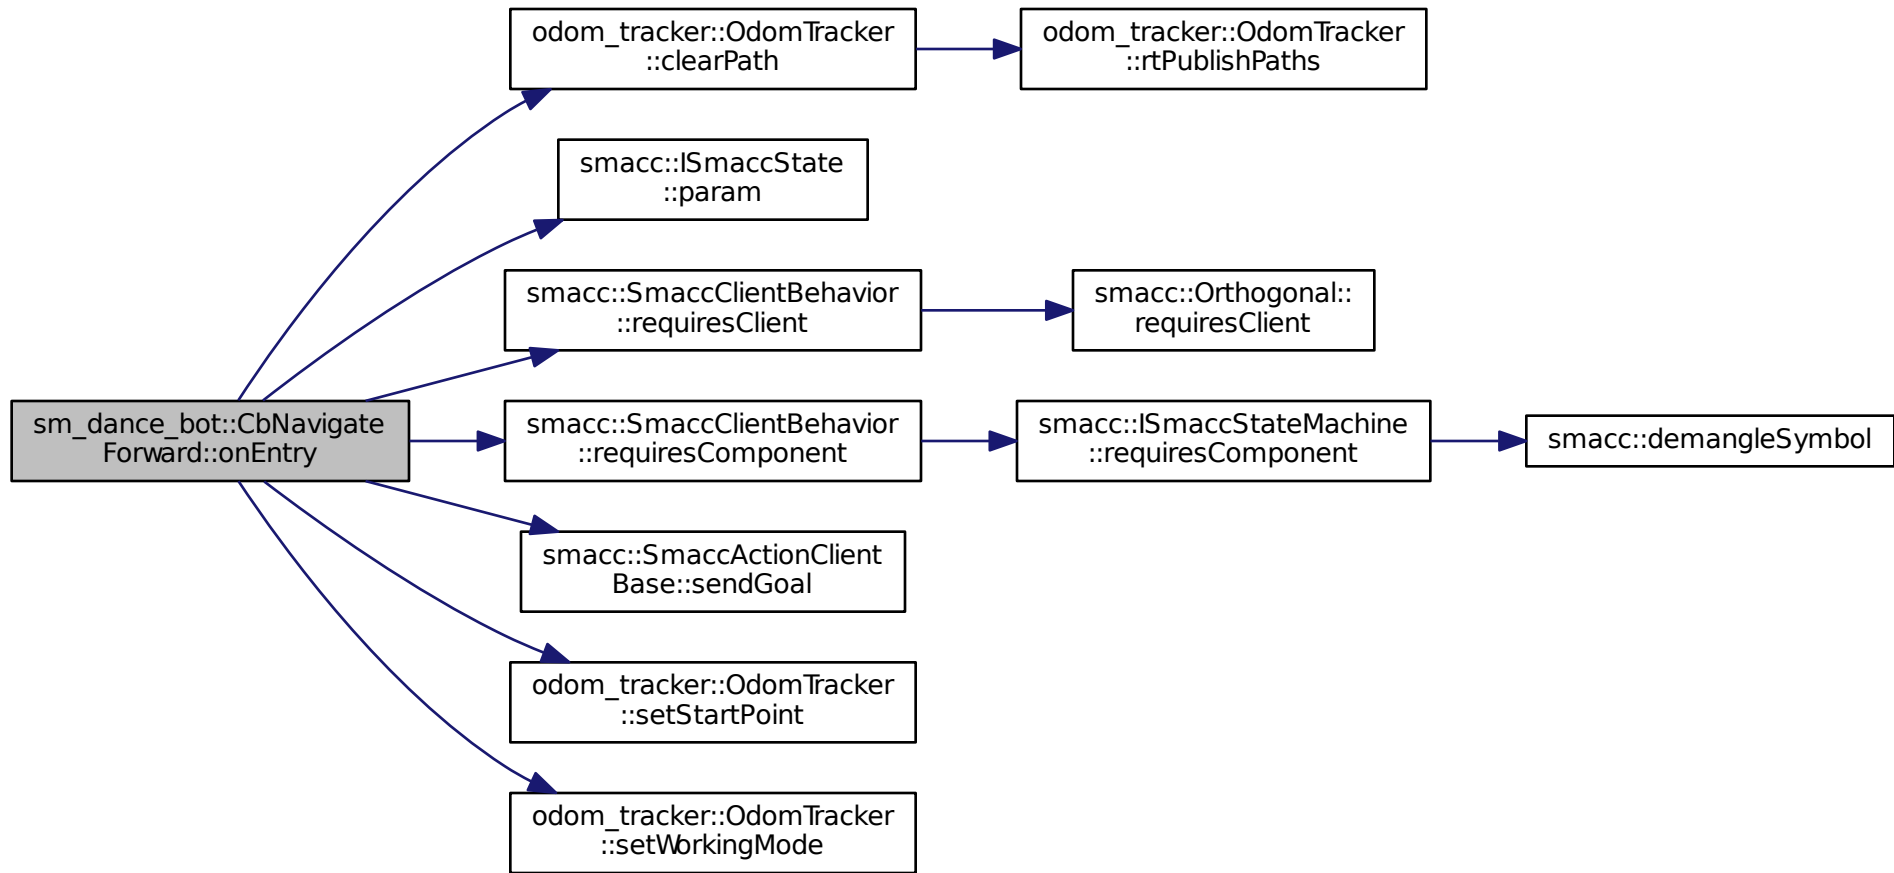 odom_tracker::OdomTracker
::clearPath
odom_tracker::OdomTracker
::rtPublishPaths
smacc::ISmaccState
::param
smacc::SmaccClientBehavior
::requiresClient
smacc::Orthogonal::
requiresClient
sm_dance_bot::CbNavigate
Forward::onEntry
smacc::SmaccClientBehavior
::requiresComponent
smacc::ISmaccStateMachine
::requiresComponent
smacc::demangleSymbol
smacc::SmaccActionClient
Base::sendGoal
odom_tracker::OdomTracker
::setStartPoint
odom_tracker::OdomTracker
::setWorkingMode